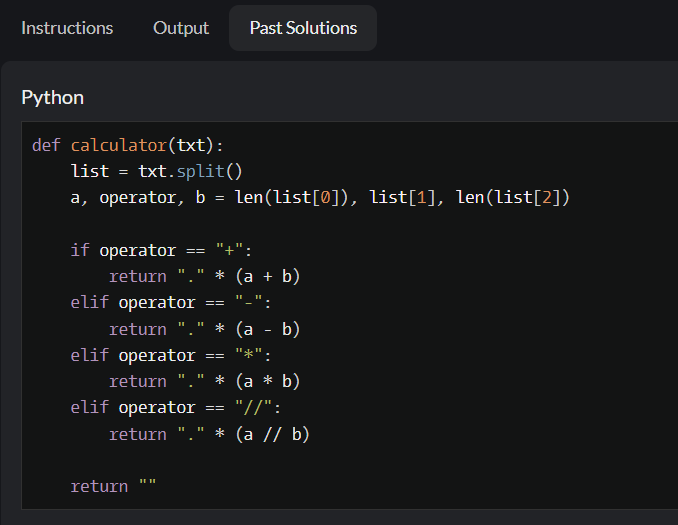 Instructions Output Past Solutions
Python
def calculator(txt):
    list = txt.split()
    a, operator, b = len(list[0]), list[1], len(list[2])

    if operator == "+":
        return "." * (a + b)
    elif operator == "-":
        return "." * (a - b)
    elif operator == "*":
        return "." * (a * b)
    elif operator == "//":
        return "." * (a // b)

    return ""